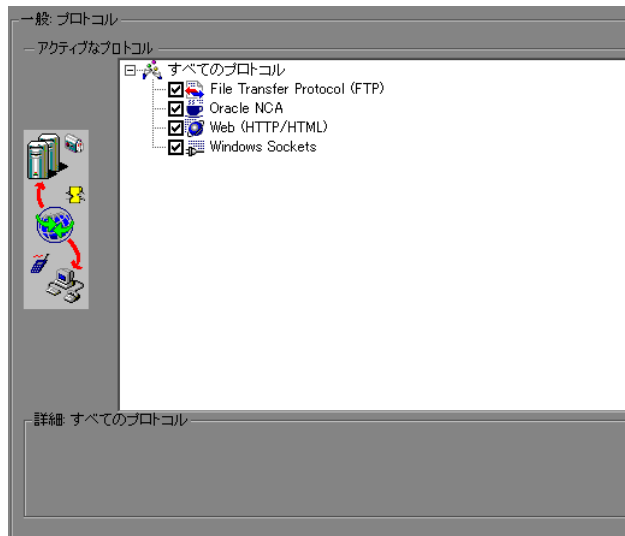 一般: プロトコル
アクティブなプロトコル
すべてのプロトコル
File Transfer Protocol (FTP)
Oracle NCA
Web (HTTP/HTML)
Windows Sockets
詳細: すべてのプロトコル